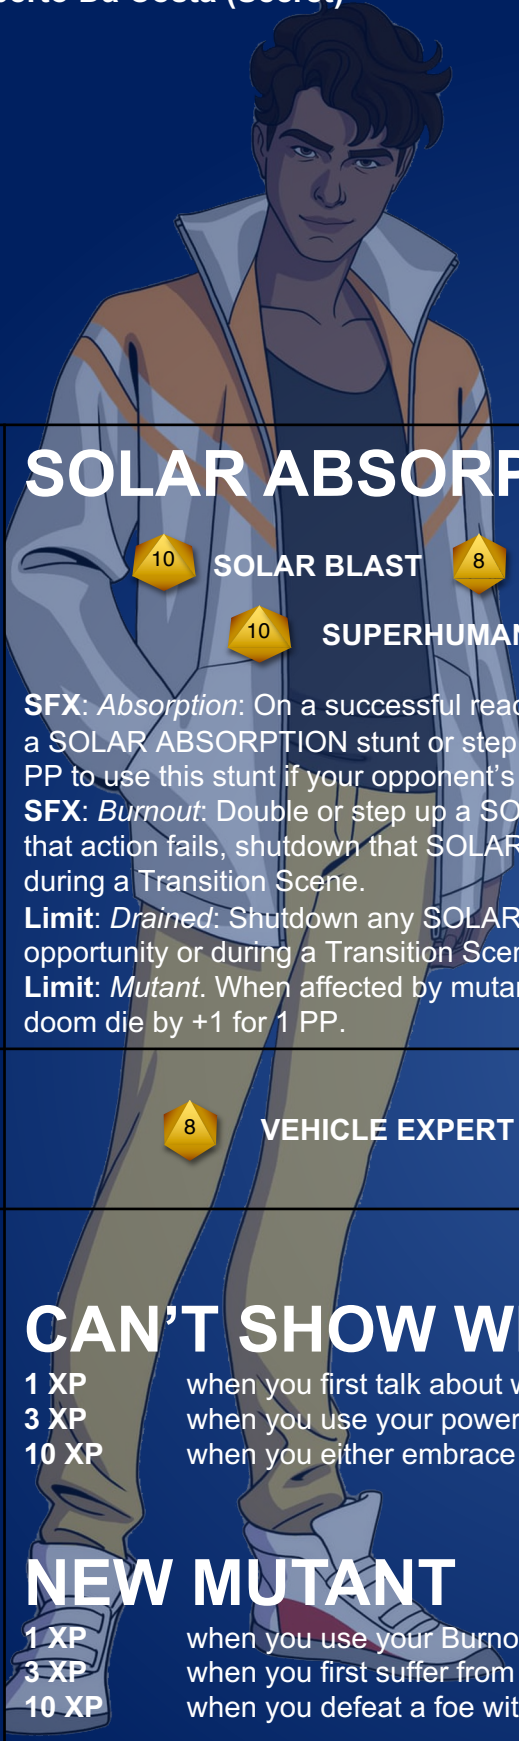 Da Costa (Secret)
SOLAR ABSORP
10 SOLAR BLAST 8
10 SUPERHUMAN
SFX: Absorption: On a successful reac
a SOLAR ABSORPTION stunt or step
PP to use this stunt if your opponent's
SFX: Burnout: Double or step up a SO
that action fails, shutdown that SOLAR
during a Transition Scene.
Limit: Drained: Shutdown any SOLAR
opportunity or during a Transition Scen
Limit: Mutant. When affected by mutan
doom die by +1 for 1 PP.
8 VEHICLE EXPERT
CAN'T SHOW W
1 XP when you first talk about w
3 XP when you use your power
10 XP when you either embrace
NEW MUTANT
1 XP when you use your Burno
3 XP when you first suffer from
10 XP when you defeat a foe wit